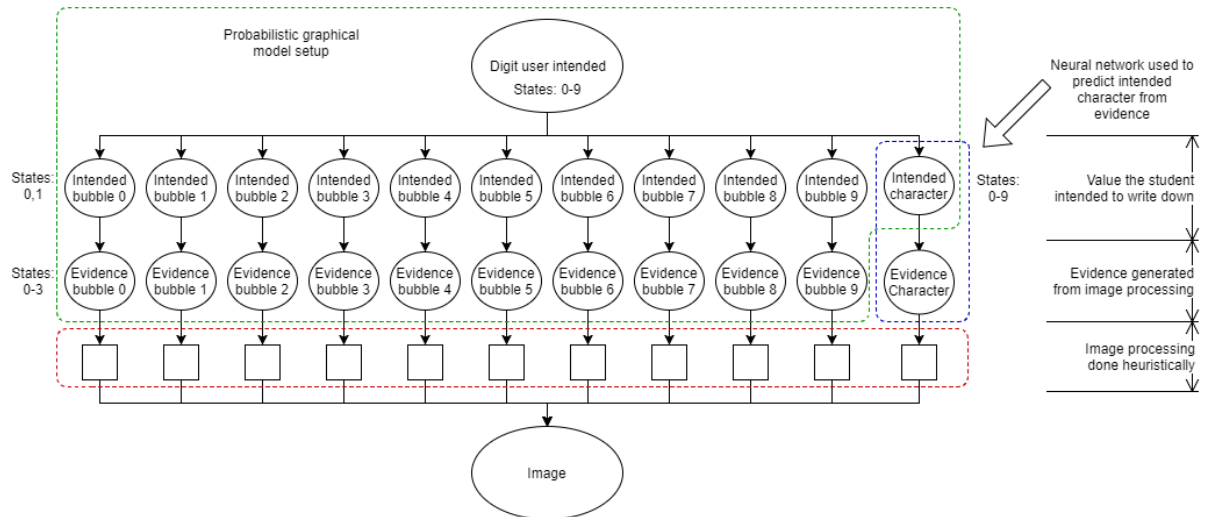 Probabilistic graphical
model setup
Digit user intended
States: 0-9
Neural network used to
predict intended
character from
evidence
States:
0,1
Intended
bubble 0
Intended
bubble 1
Intended
bubble 2
Intended
bubble 3
Intended
bubble 4
Intended
bubble 5
Intended
bubble 6
Intended
bubble 7
Intended
bubble 8
Intended
bubble 9
Intended
character
States:
0-9
Value the student
intended to write down
States:
0-3
Evidence
bubble 0
Evidence
bubble 1
Evidence
bubble 2
Evidence
bubble 3
Evidence
bubble 4
Evidence
bubble 5
Evidence
bubble 6
Evidence
bubble 7
Evidence
bubble 8
Evidence
bubble 9
Evidence
Character
Evidence generated
from image processing
Image processing
done heuristically
Image